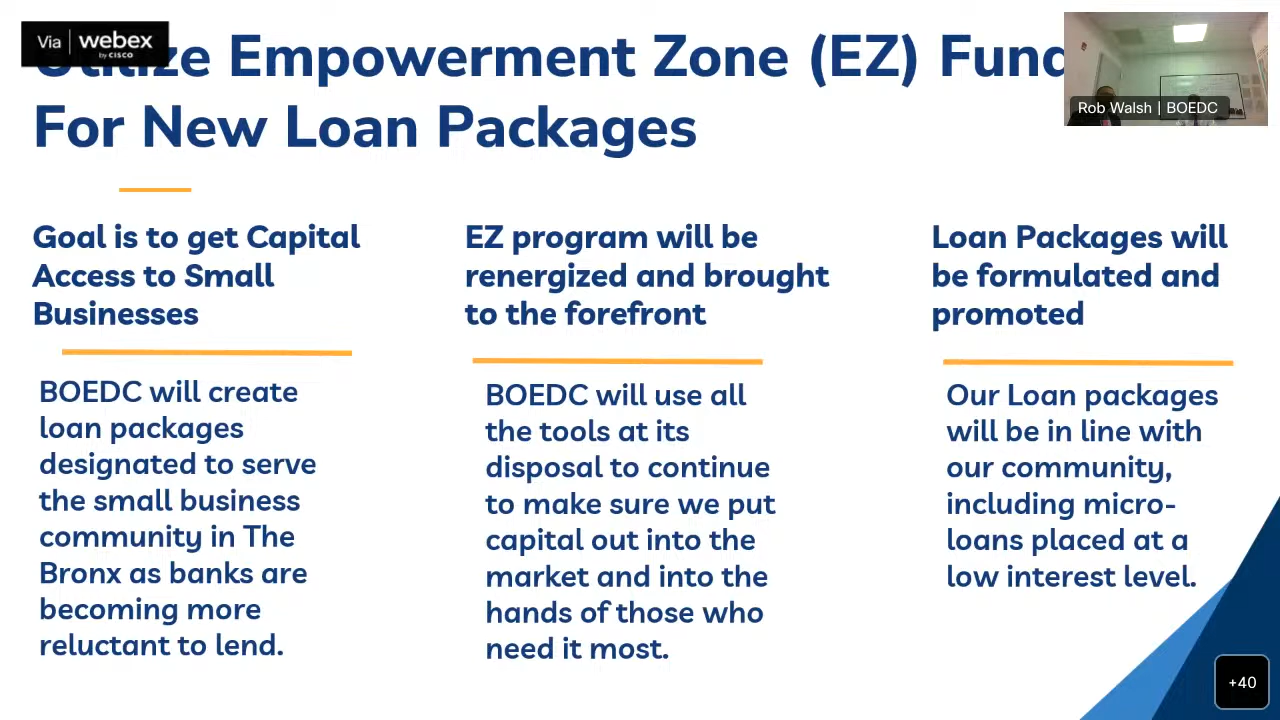 Via webex
by CISCO
Utilize Empowerment Zone (EZ) Fund
For New Loan Packages
Rob Walsh | BOEDC
Goal is to get Capital
Access to Small
Businesses
BOEDC will create
loan packages
designated to serve
the small business
community in The
Bronx as banks are
becoming more
reluctant to lend.
EZ program will be
renergized and brought
to the forefront
BOEDC will use all
the tools at its
disposal to continue
to make sure we put
capital out into the
market and into the
hands of those who
need it most.
Loan Packages will
be formulated and
promoted
Our Loan packages
will be in line with
our community,
including micro-
loans placed at a
low interest level.
+40